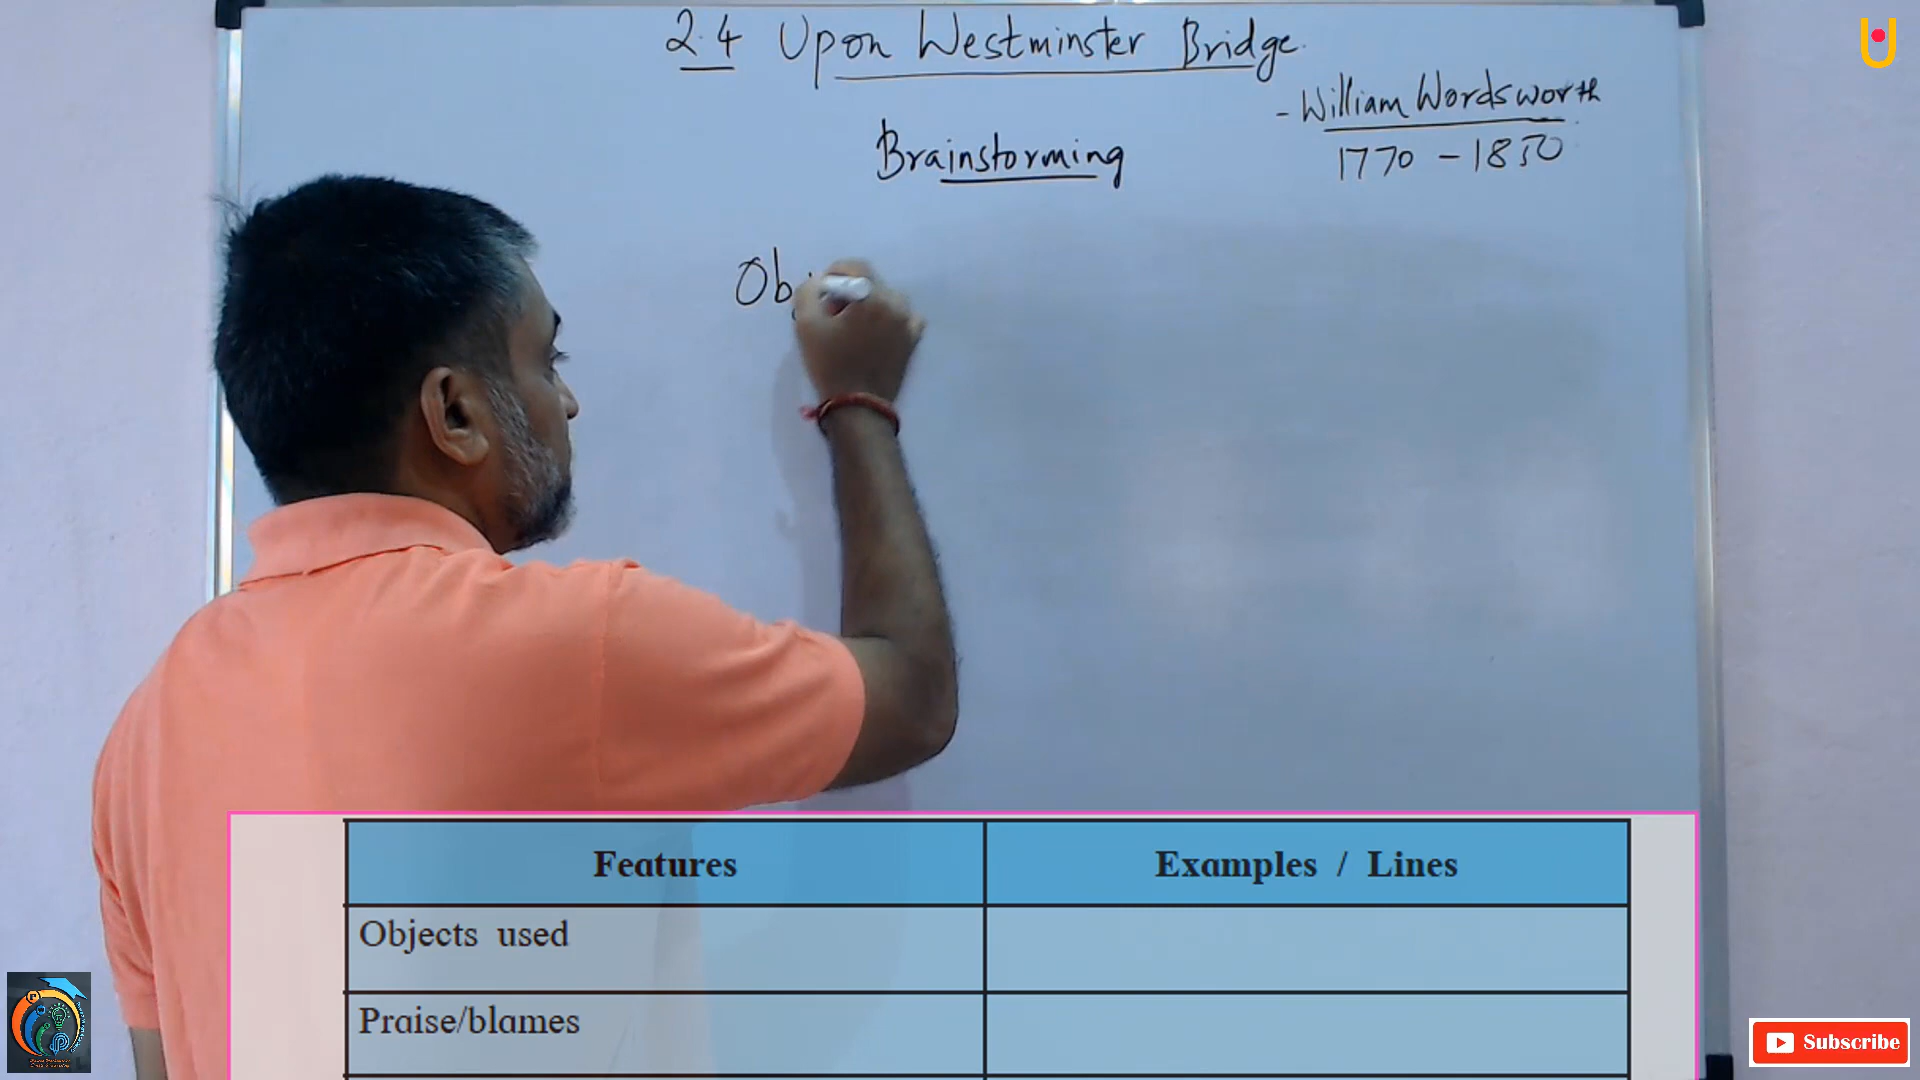 2.4 Upon Westminster Bridge.
- William Wordsworth
1770 - 1850
Brainstorming
Ob
Features
Examples / Lines
Objects used
Praise/blames
Subscribe